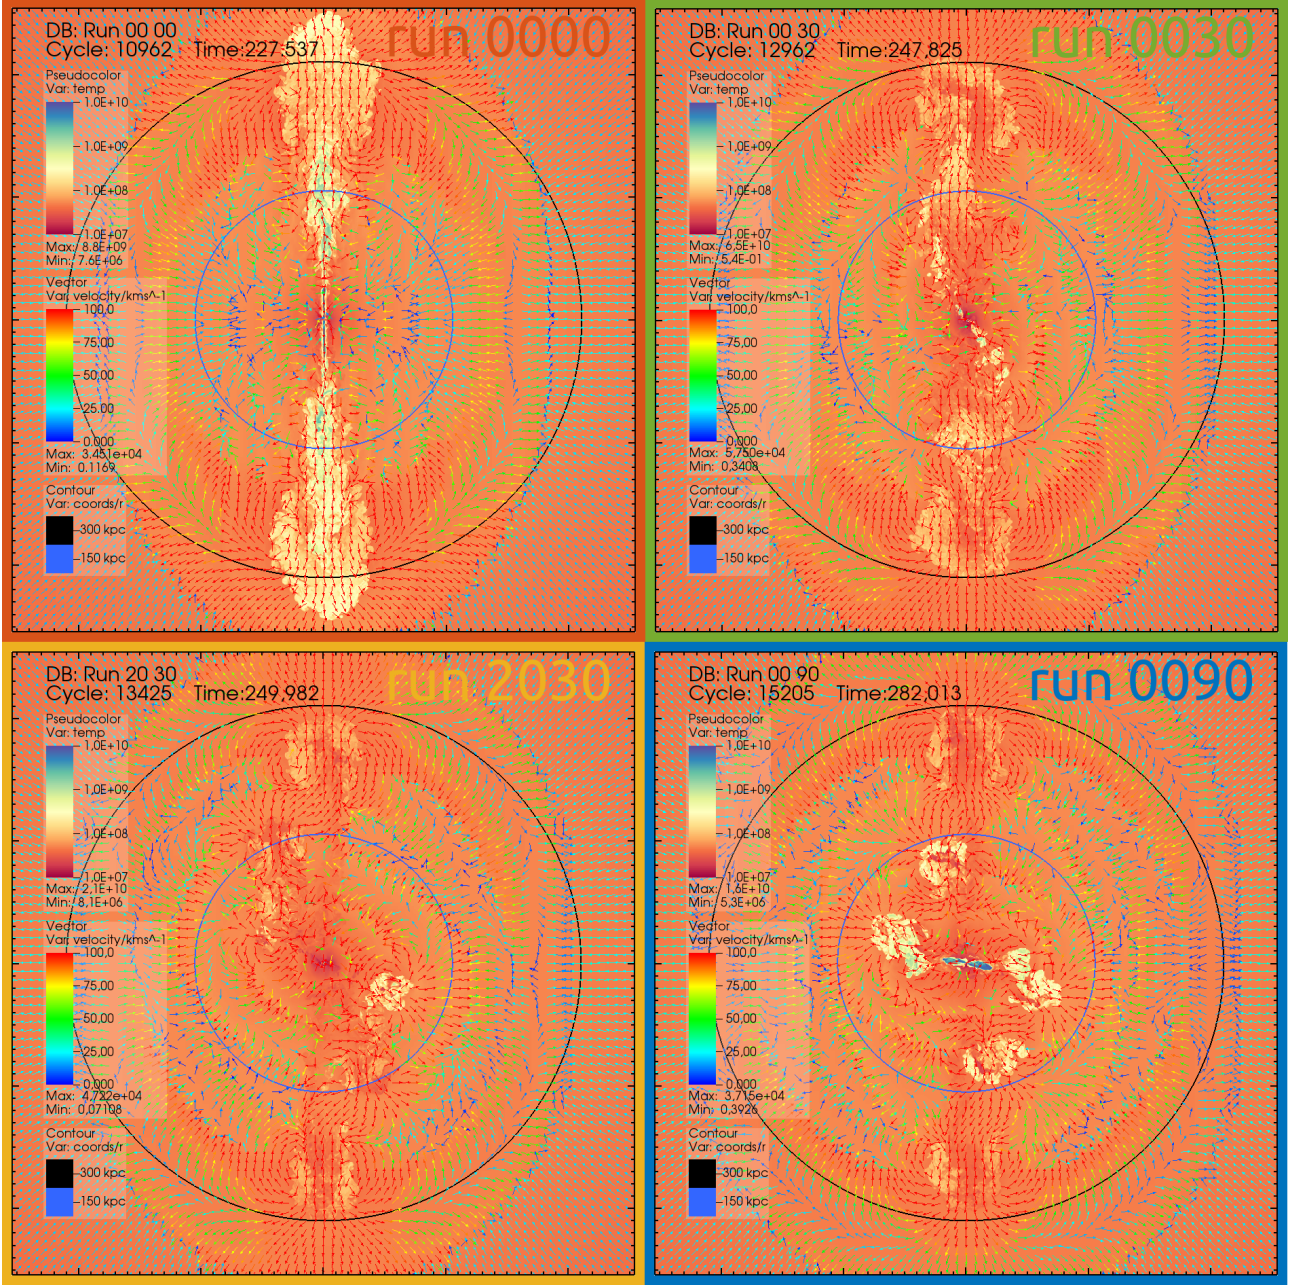 DB: Run 00 00
run 0000
Cycle: 10962 Time:227,537
Pseudocolor
Var: temp
1.0E+10
1.0E+09
1.0E+08
1.0E+07
Max: 8.8E+09
Min: 7.6E+06
Vector
Var: velocity/kms^-1
100,0
75,00
50,00
25,00
0,000
Max: 3,451e+04
Min: 0,1169
Contour
Var: coords/r
300 kpc
150 kpc
DB: Run 00 30
run 0030
Cycle: 12962 Time:247,825
Pseudocolor
Var: temp
1.0E+10
1.0E+09
1.0E+08
1.0E+07
Max: 6.5E+10
Min: 5.4E-01
Vector
Var: velocity/kms^-1
100,0
75,00
50,00
25,00
0,000
Max: 5,750e+04
Min: 0,3408
Contour
Var: coords/r
300 kpc
150 kpc
DB: Run 20 30
run 2030
Cycle: 13425 Time:249,982
Pseudocolor
Var: temp
1.0E+10
1.0E+09
1.0E+08
1.0E+07
Max: 2.1E+10
Min: 8.1E+06
Vector
Var: velocity/kms^-1
100,0
75,00
50,00
25,00
0,000
Max: 4,722e+04
Min: 0,07108
Contour
Var: coords/r
300 kpc
150 kpc
DB: Run 00 90
run 0090
Cycle: 15205 Time:282,013
Pseudocolor
Var: temp
1.0E+10
1.0E+09
1.0E+08
1.0E+07
Max: 1.6E+10
Min: 5.3E+06
Vector
Var: velocity/kms^-1
100,0
75,00
50,00
25,00
0,000
Max: 3,715e+04
Min: 0,3926
Contour
Var: coords/r
300 kpc
150 kpc